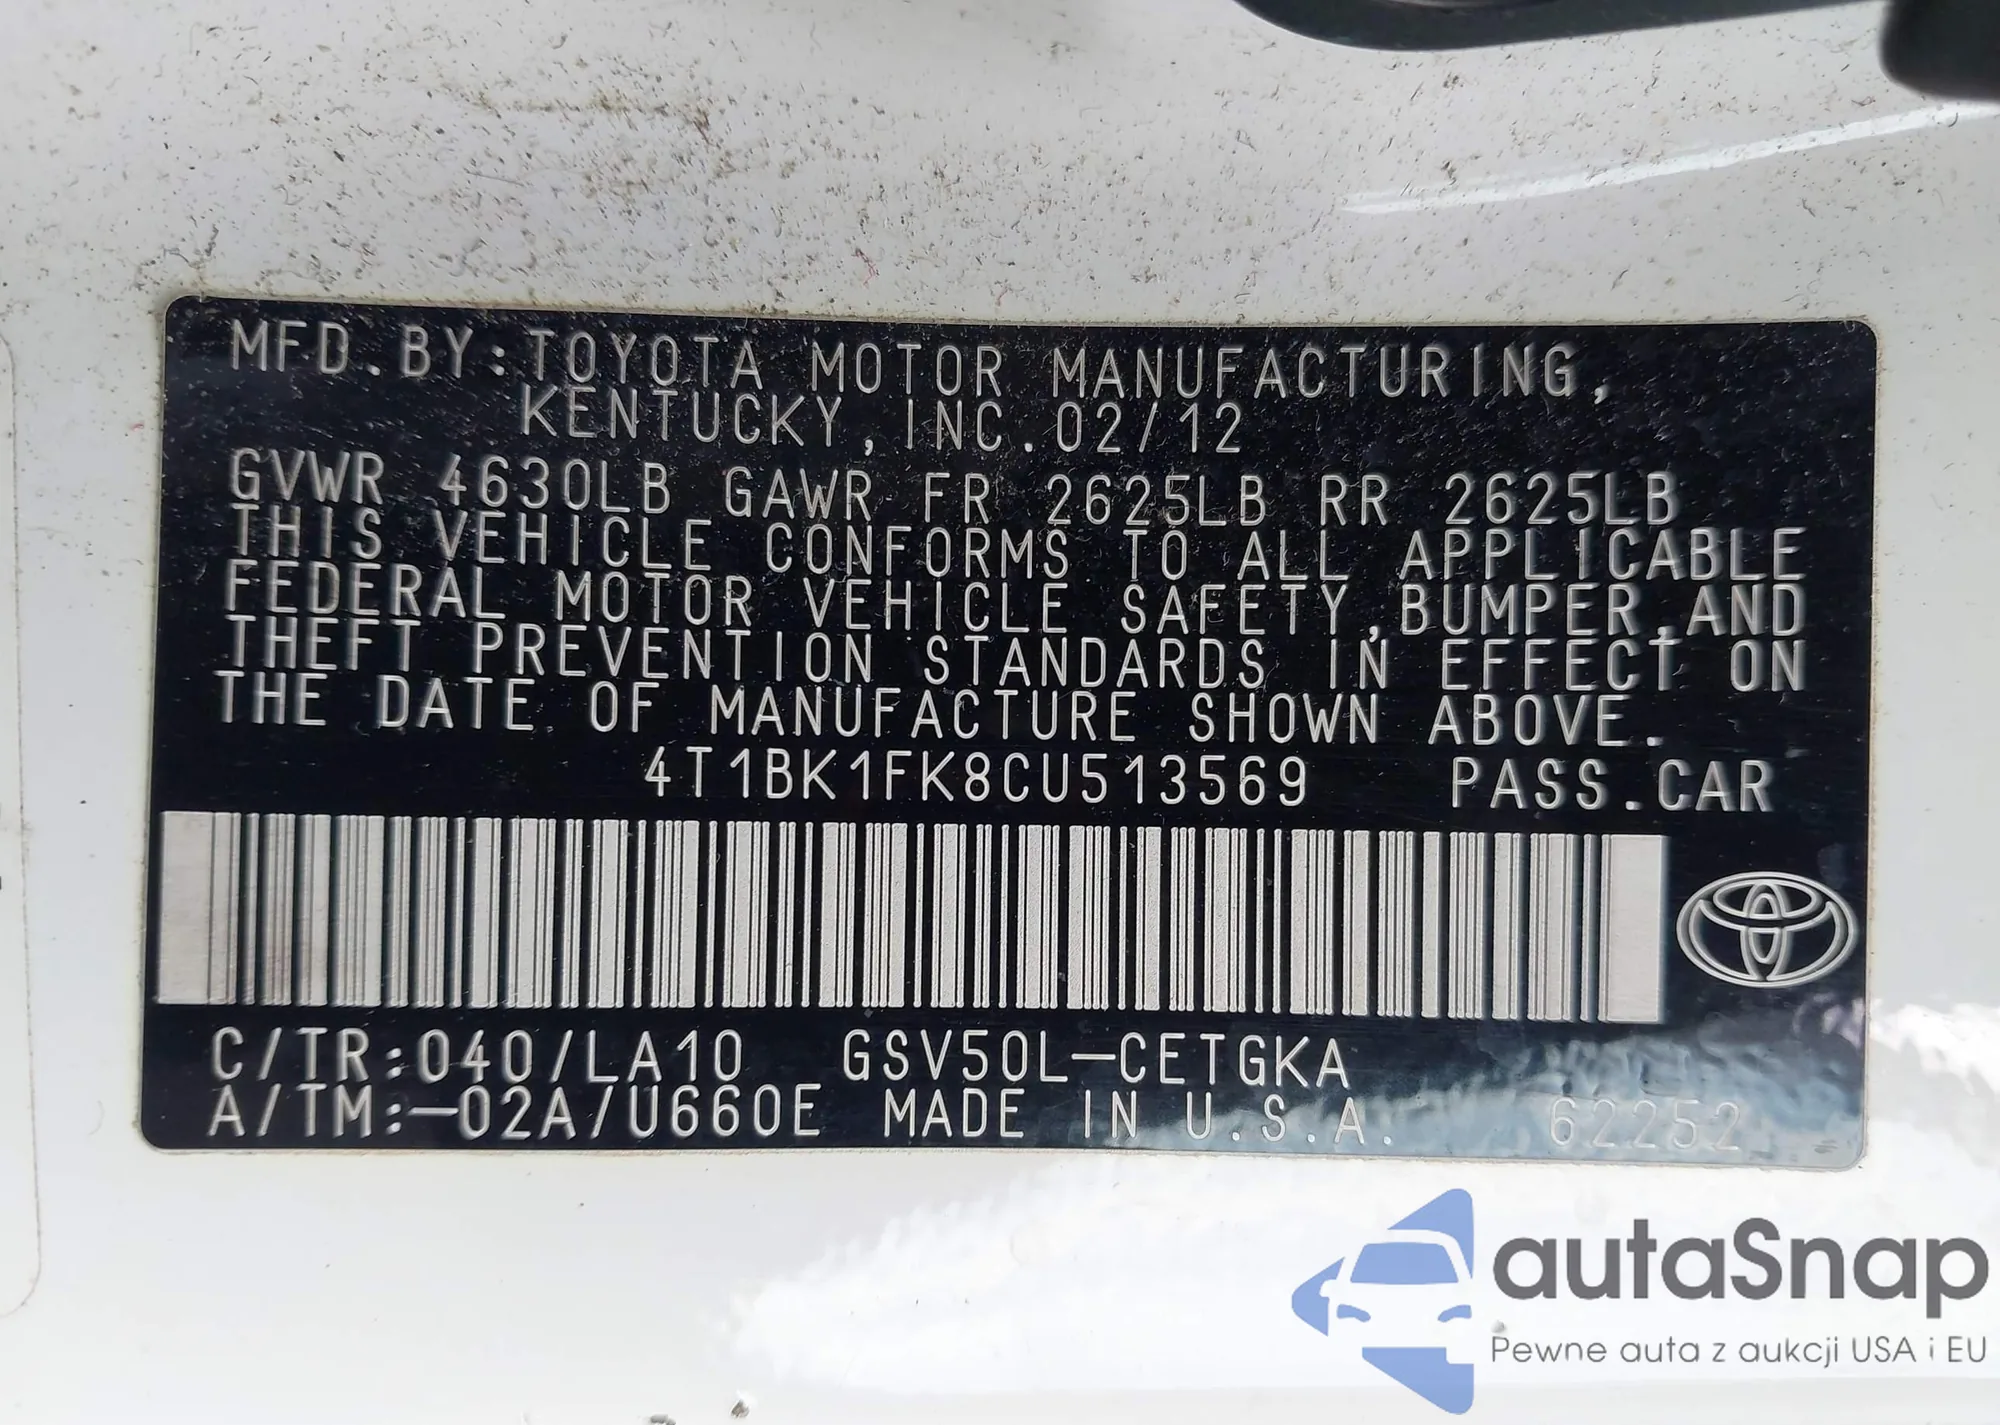 MFD.BY:TOYOTA MOTOR MANUFACTURING,
KENTUCKY,INC.02/12
GVWR 4630LB GAWR FR 2625LB RR 2625LB
THIS VEHICLE CONFORMS TO ALL APPLICABLE
FEDERAL MOTOR VEHICLE SAFETY,BUMPER,AND
THEFT PREVENTION STANDARDS IN EFFECT ON
THE DATE OF MANUFACTURE SHOWN ABOVE.
4T1BK1FK8CU513569 PASS.CAR
C/TR:040/LA10 GSV50L-CETGKA
A/TM:-02A/U660E MADE IN U.S.A. 62252
autaSnap
Pewne auta z aukcji USA i EU